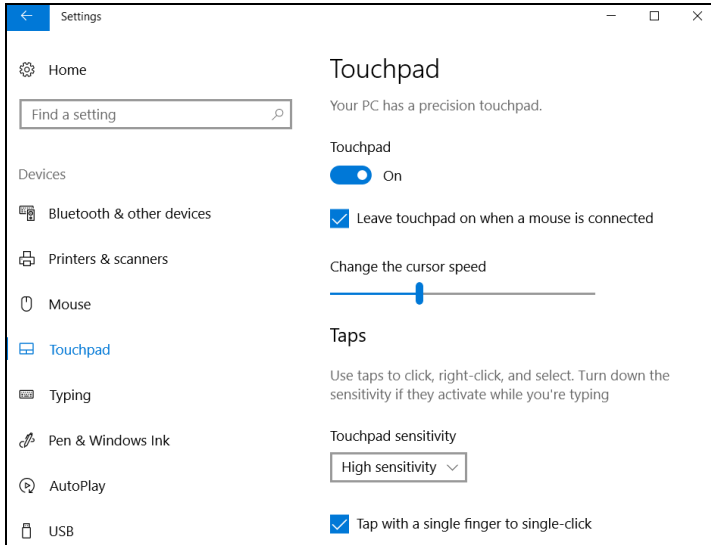 Settings
Home
Find a setting
Devices
Bluetooth & other devices
Printers & scanners
Mouse
Touchpad
Typing
Pen & Windows Ink
AutoPlay
USB
Touchpad
Your PC has a precision touchpad.
Touchpad
On
Leave touchpad on when a mouse is connected
Change the cursor speed
Taps
Use taps to click, right-click, and select. Turn down the
sensitivity if they activate while you're typing
Touchpad sensitivity
High sensitivity
Tap with a single finger to single-click